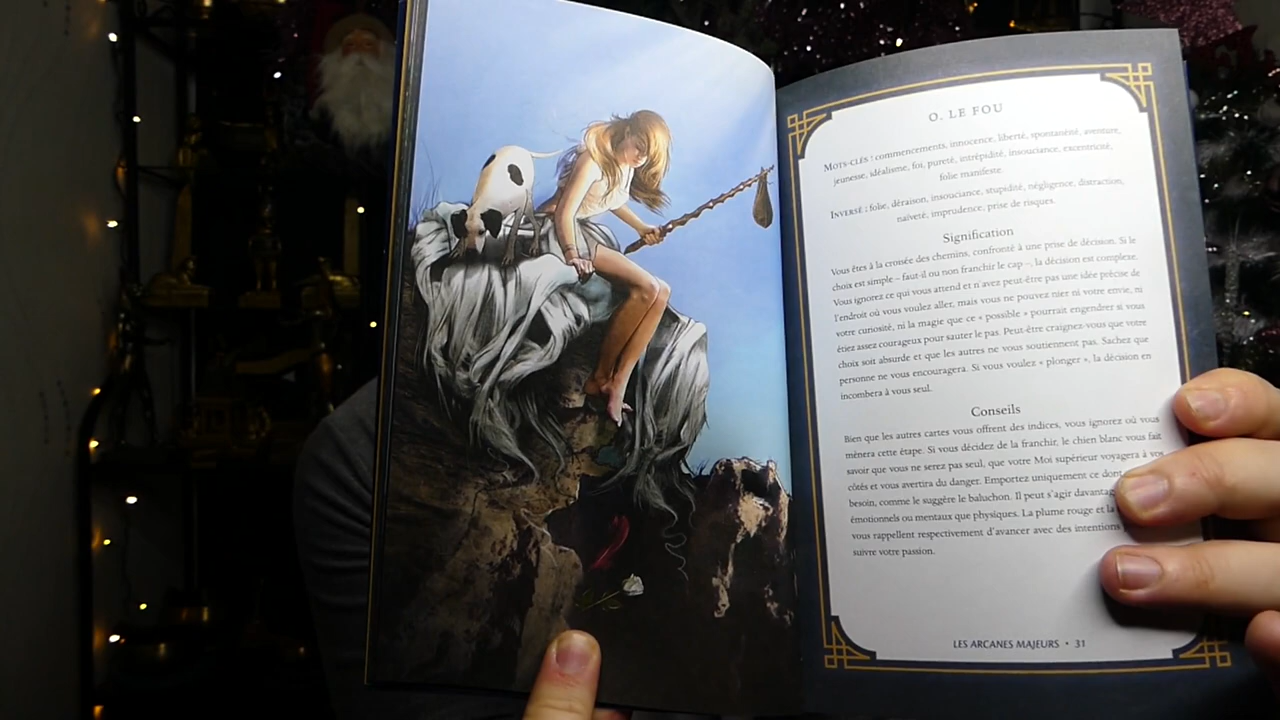 0. LE FOU
MOTS-CLÉS : commencements, innocence, liberté, spontanéité, aventure,
jeunesse, idéalisme, foi, pureté, intrépidité, insouciance, excentricité,
folie manifeste.
INVERSÉ : folie, déraison, insouciance, stupidité, négligence, distraction,
naïveté, imprudence, prise de risques.
Signification
Vous êtes à la croisée des chemins, confronté à une prise de décision. Si le
choix est simple – faut-il ou non franchir le cap –, la décision est complexe.
Vous ignorez ce qui vous attend et n'avez peut-être pas une idée précise de
l'endroit où vous voulez aller, mais vous ne pouvez nier ni votre envie, ni
votre curiosité, ni la magie que ce « possible » pourrait engendrer si vous
étiez assez courageux pour sauter le pas. Peut-être craignez-vous que votre
choix soit absurde et que les autres ne vous soutiennent pas. Sachez que
personne ne vous encouragera. Si vous voulez « plonger », la décision en
incombera à vous seul.
Conseils
Bien que les autres cartes vous offrent des indices, vous ignorez où vous
mènera cette étape. Si vous décidez de la franchir, le chien blanc vous fait
savoir que vous ne serez pas seul, que votre Moi supérieur voyagera à vos
côtés et vous avertira du danger. Emportez uniquement ce dont
besoin, comme le suggère le baluchon. Il peut s'agir davantag
émotionnels ou mentaux que physiques. La plume rouge et la
vous rappellent respectivement d'avancer avec des intentions
suivre votre passion.
LES ARCANES MAJEURS • 31